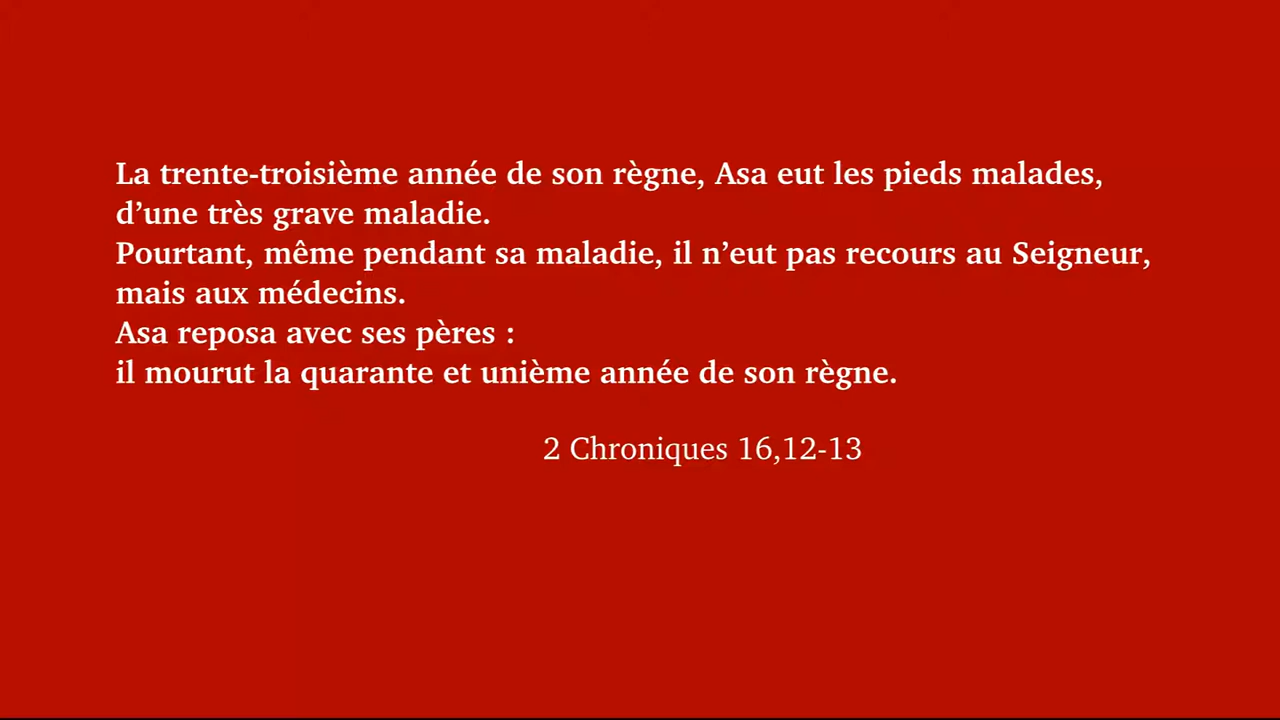 La trente-troisième année de son règne, Asa eut les pieds malades,
d’une très grave maladie.
Pourtant, même pendant sa maladie, il n’eut pas recours au Seigneur,
mais aux médecins.
Asa reposa avec ses pères :
il mourut la quarante et unième année de son règne.
2 Chroniques 16,12-13